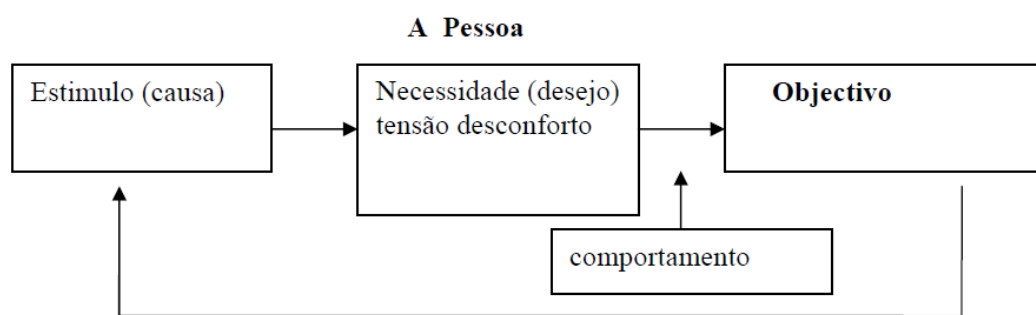 A Pessoa
Estimulo (causa)
Necessidade (desejo)
tensão desconforto
Objectivo
comportamento